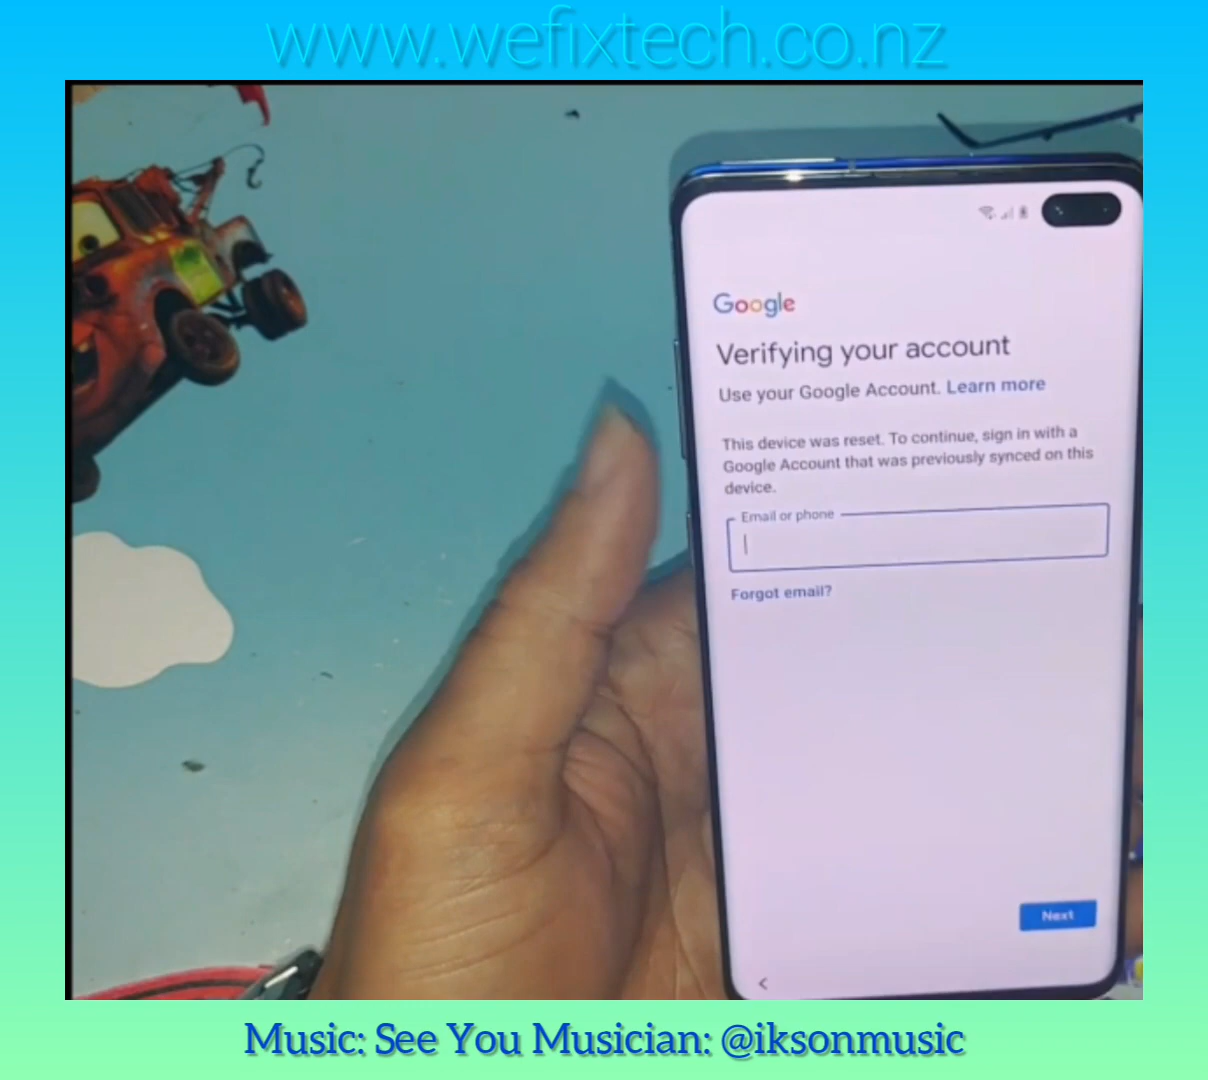 www.wefixtech.co.nz
Google
Verifying your account
Use your Google Account. Learn more
This device was reset. To continue, sign in with a
Google Account that was previously synced on this
device.
Email or phone
Forgot email?
Next
Music: See You Musician: @iksonmusic